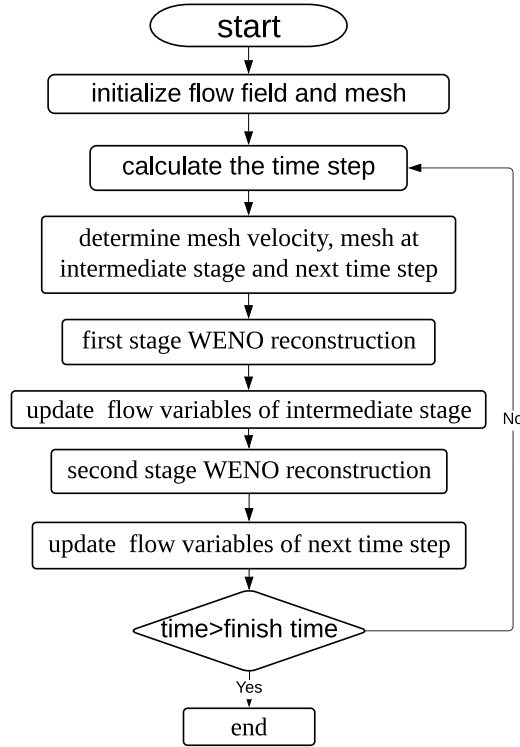 start
initialize flow field and mesh
calculate the time step
determine mesh velocity, mesh at
intermediate stage and next time step
first stage WENO reconstruction
update  flow variables of intermediate stage
No
second stage WENO reconstruction
update  flow variables of next time step
time>finish time
Yes
end